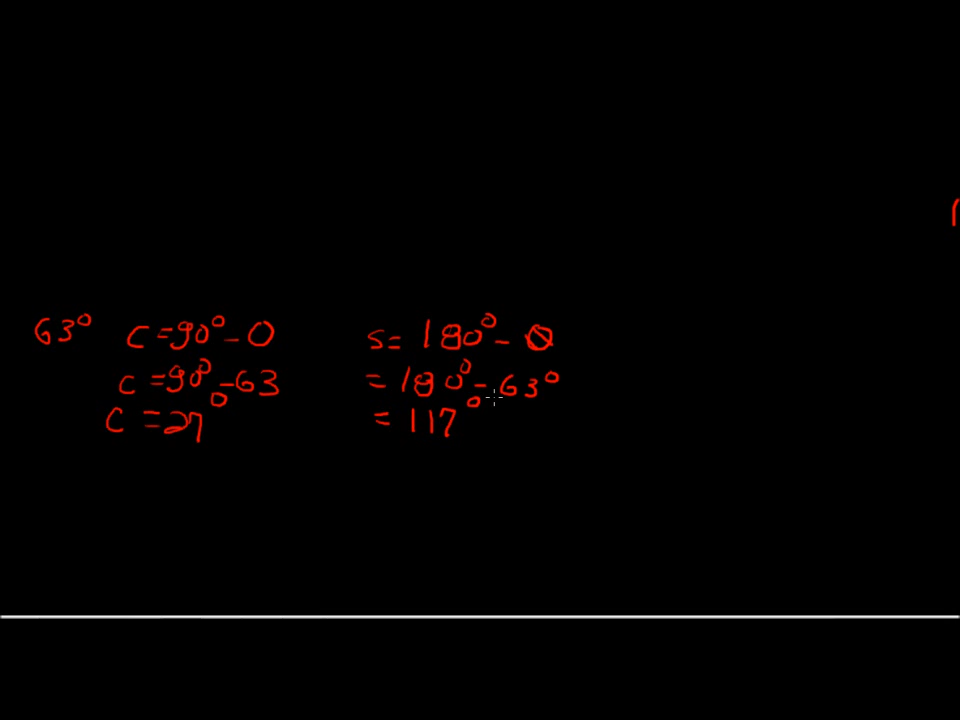 63° C = 90° - θ S = 180° - θ
C = 90° - 63 = 180° - 63°
C = 27° = 117°